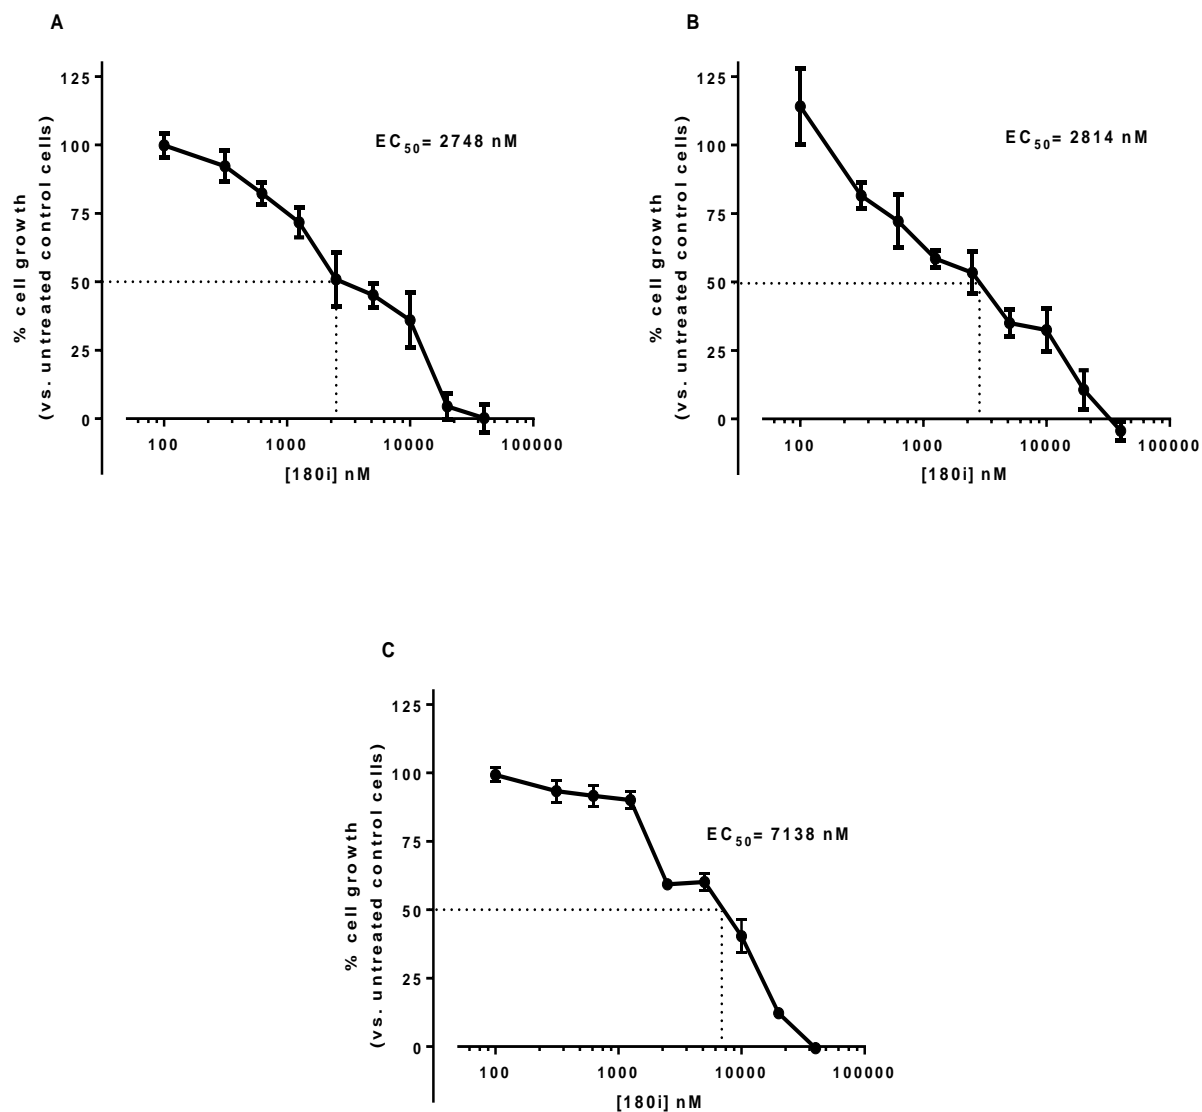 A
125
100
75
50
25
0
% cell growth
(vs. untreated control cells)
EC50= 2748 nM
100 1000 10000 100000
[180i] nM
B
125
100
75
50
25
0
% cell growth
(vs. untreated control cells)
EC50= 2814 nM
100 1000 10000 100000
[180i] nM
C
125
100
75
50
25
0
% cell growth
(vs. untreated control cells)
EC50= 7138 nM
100 1000 10000 100000
[180i] nM